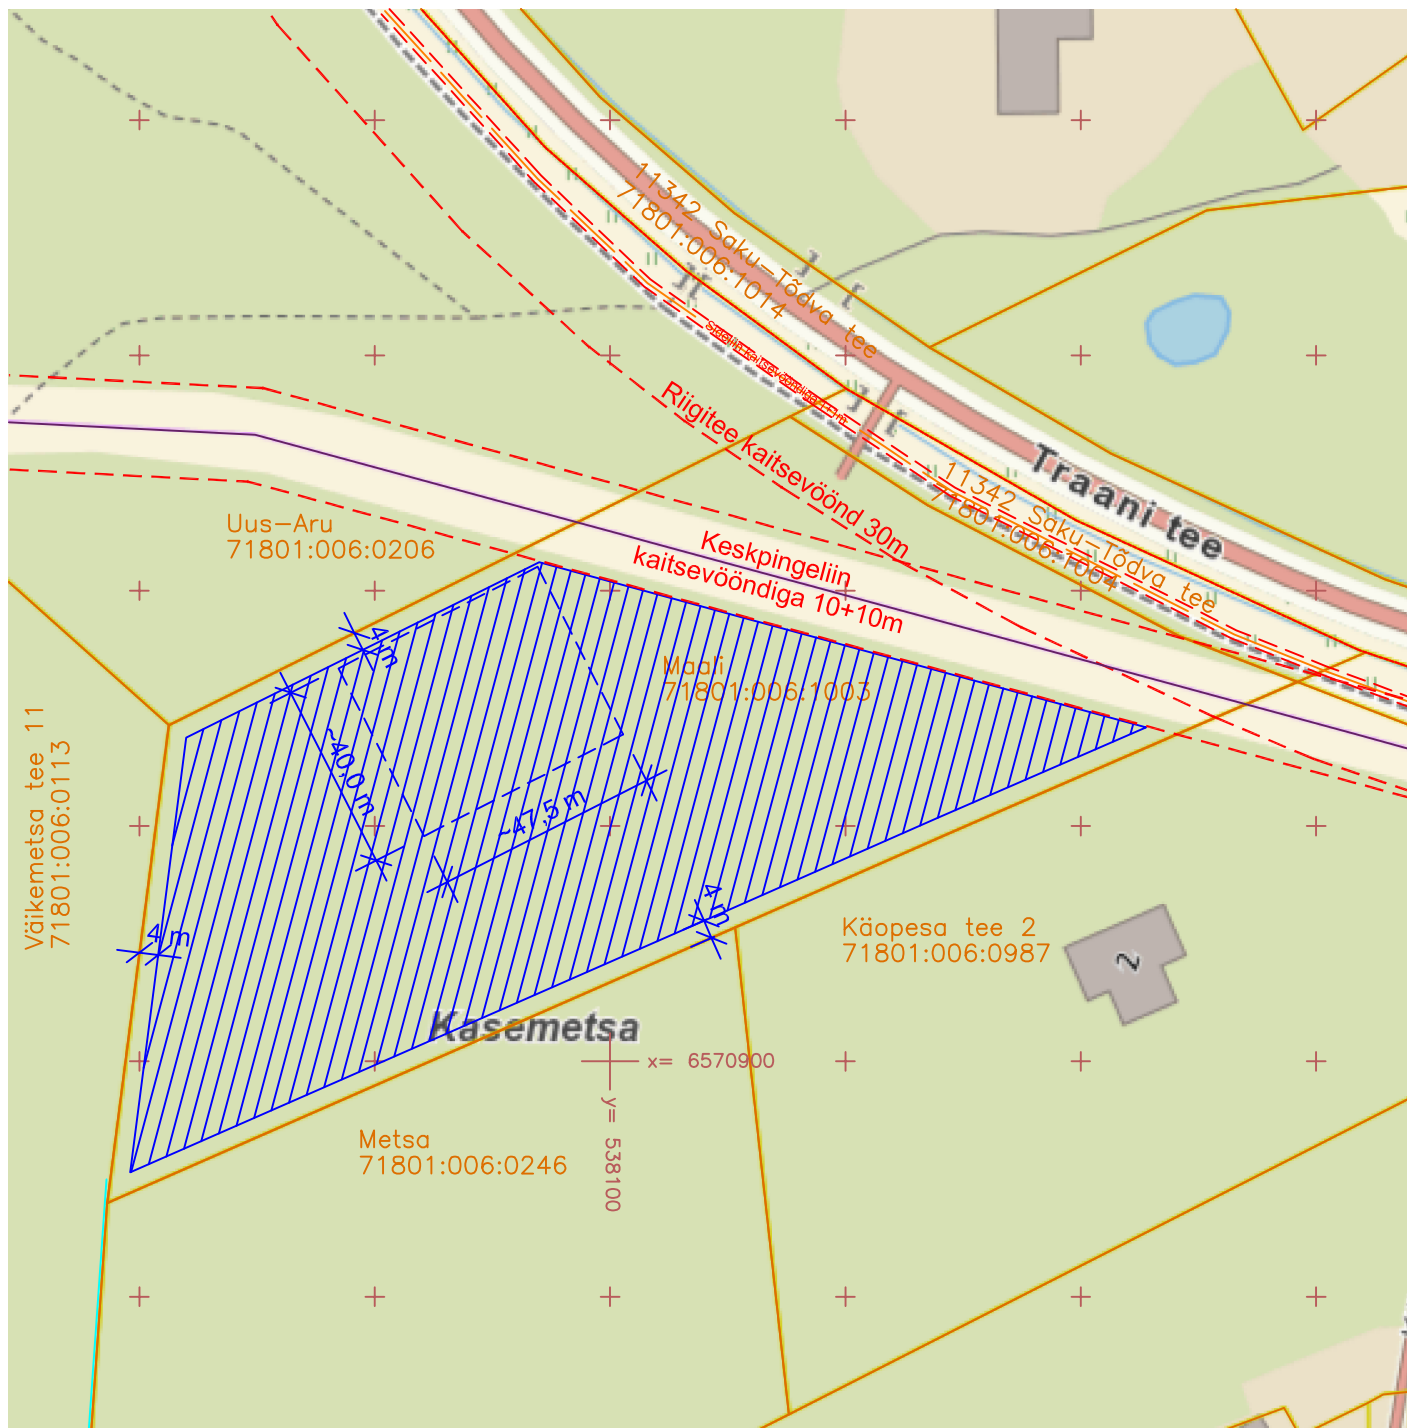 11342 Saku-Tõdva tee
71801:006:1014
Riigitee kaitsevöönd 30m
Traani tee
11342 Saku-Tõdva tee
71801:006:1004
Uus-Aru
71801:006:0206
Keskpingeliin
kaitsevööndiga 10+10m
4 m
Maali
71801:006:1003
Väikemetsa tee 11
71801:006:0113
~40,0 m
~47,5 m
4 m
4 m
Käopesa tee 2
71801:006:0987
2
Kasemetsa
x= 6570900
y= 538100
Metsa
71801:006:0246